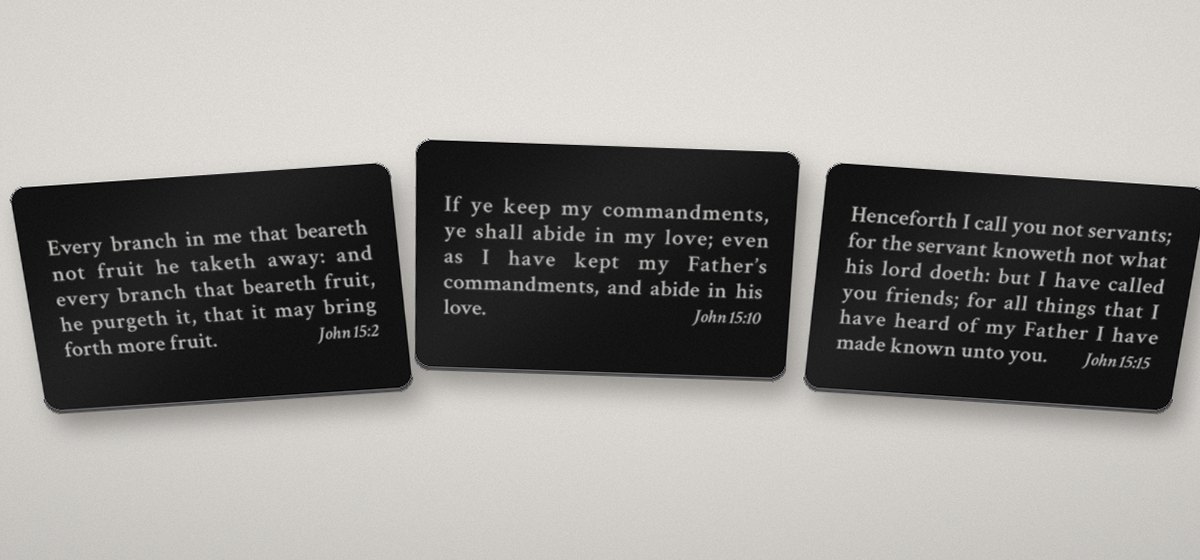 Every branch in me that beareth
not fruit he taketh away: and
every branch that beareth fruit,
he purgeth it, that it may bring
forth more fruit.
John 15:2
If ye keep my commandments,
ye shall abide in my love; even
as I have kept my Father’s
commandments, and abide in his
love.
John 15:10
Henceforth I call you not servants;
for the servant knoweth not what
his lord doeth: but I have called
you friends; for all things that I
have heard of my Father I have
made known unto you.
John 15:15